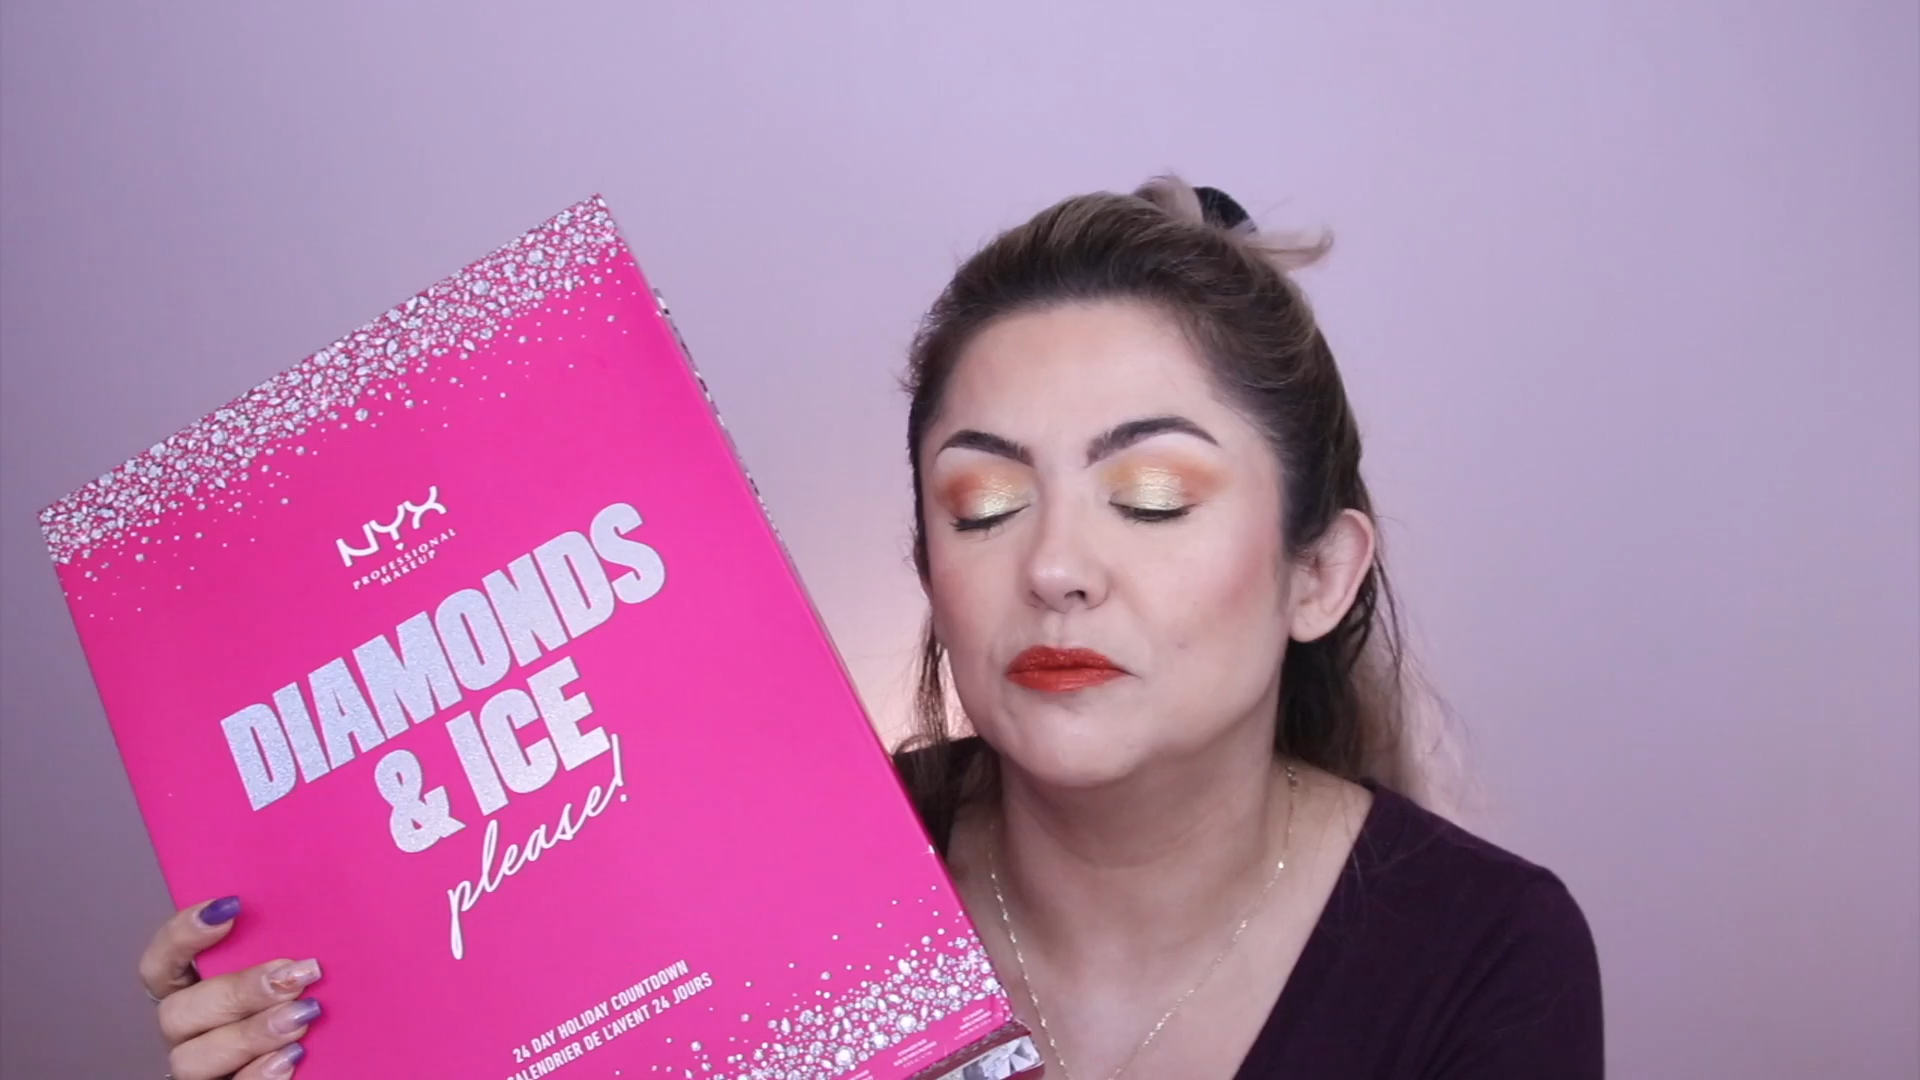 NYX
PROFESSIONAL
MAKEUP
DIAMONDS
& ICE
please!
24 DAY HOLIDAY COUNTDOWN
CALENDRIER DE L'AVENT 24 JOURS